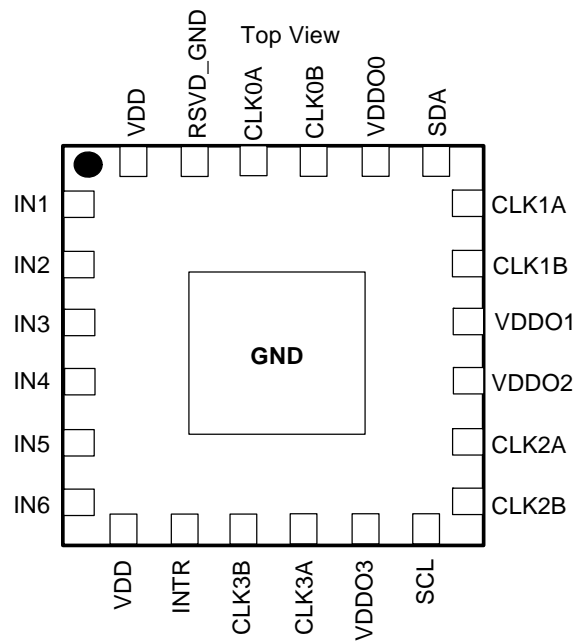 Top View
VDD
RSVD_GND
CLK0A
CLK0B
VDDO0
SDA
IN1
IN2
IN3
IN4
IN5
IN6
GND
CLK1A
CLK1B
VDDO1
VDDO2
CLK2A
CLK2B
VDD
INTR
CLK3B
CLK3A
VDDO3
SCL